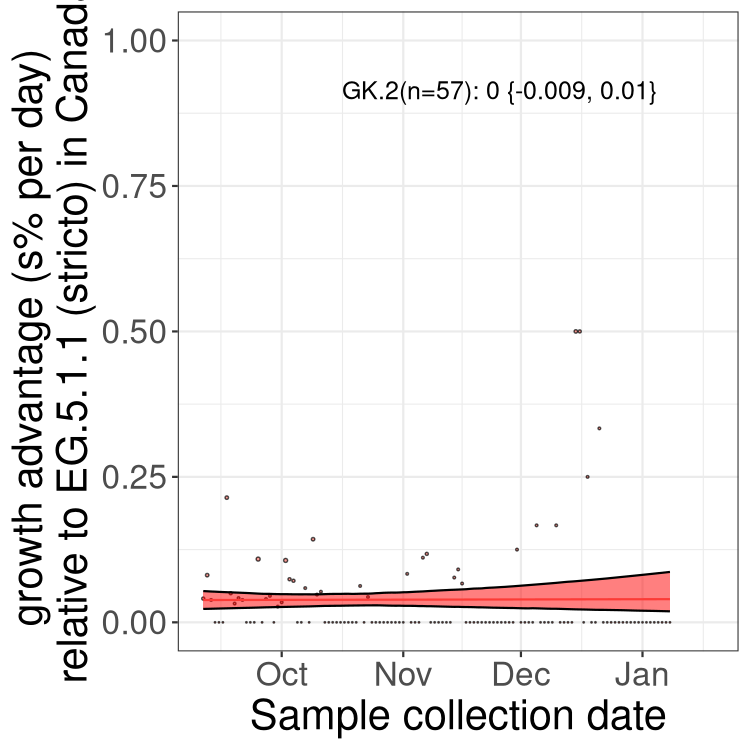 growth advantage (s% per day)
relative to EG.5.1.1 (stricto) in Canada
1.00
0.75
0.50
0.25
0.00
GK.2(n=57): 0 {-0.009, 0.01}
Oct Nov Dec Jan
Sample collection date